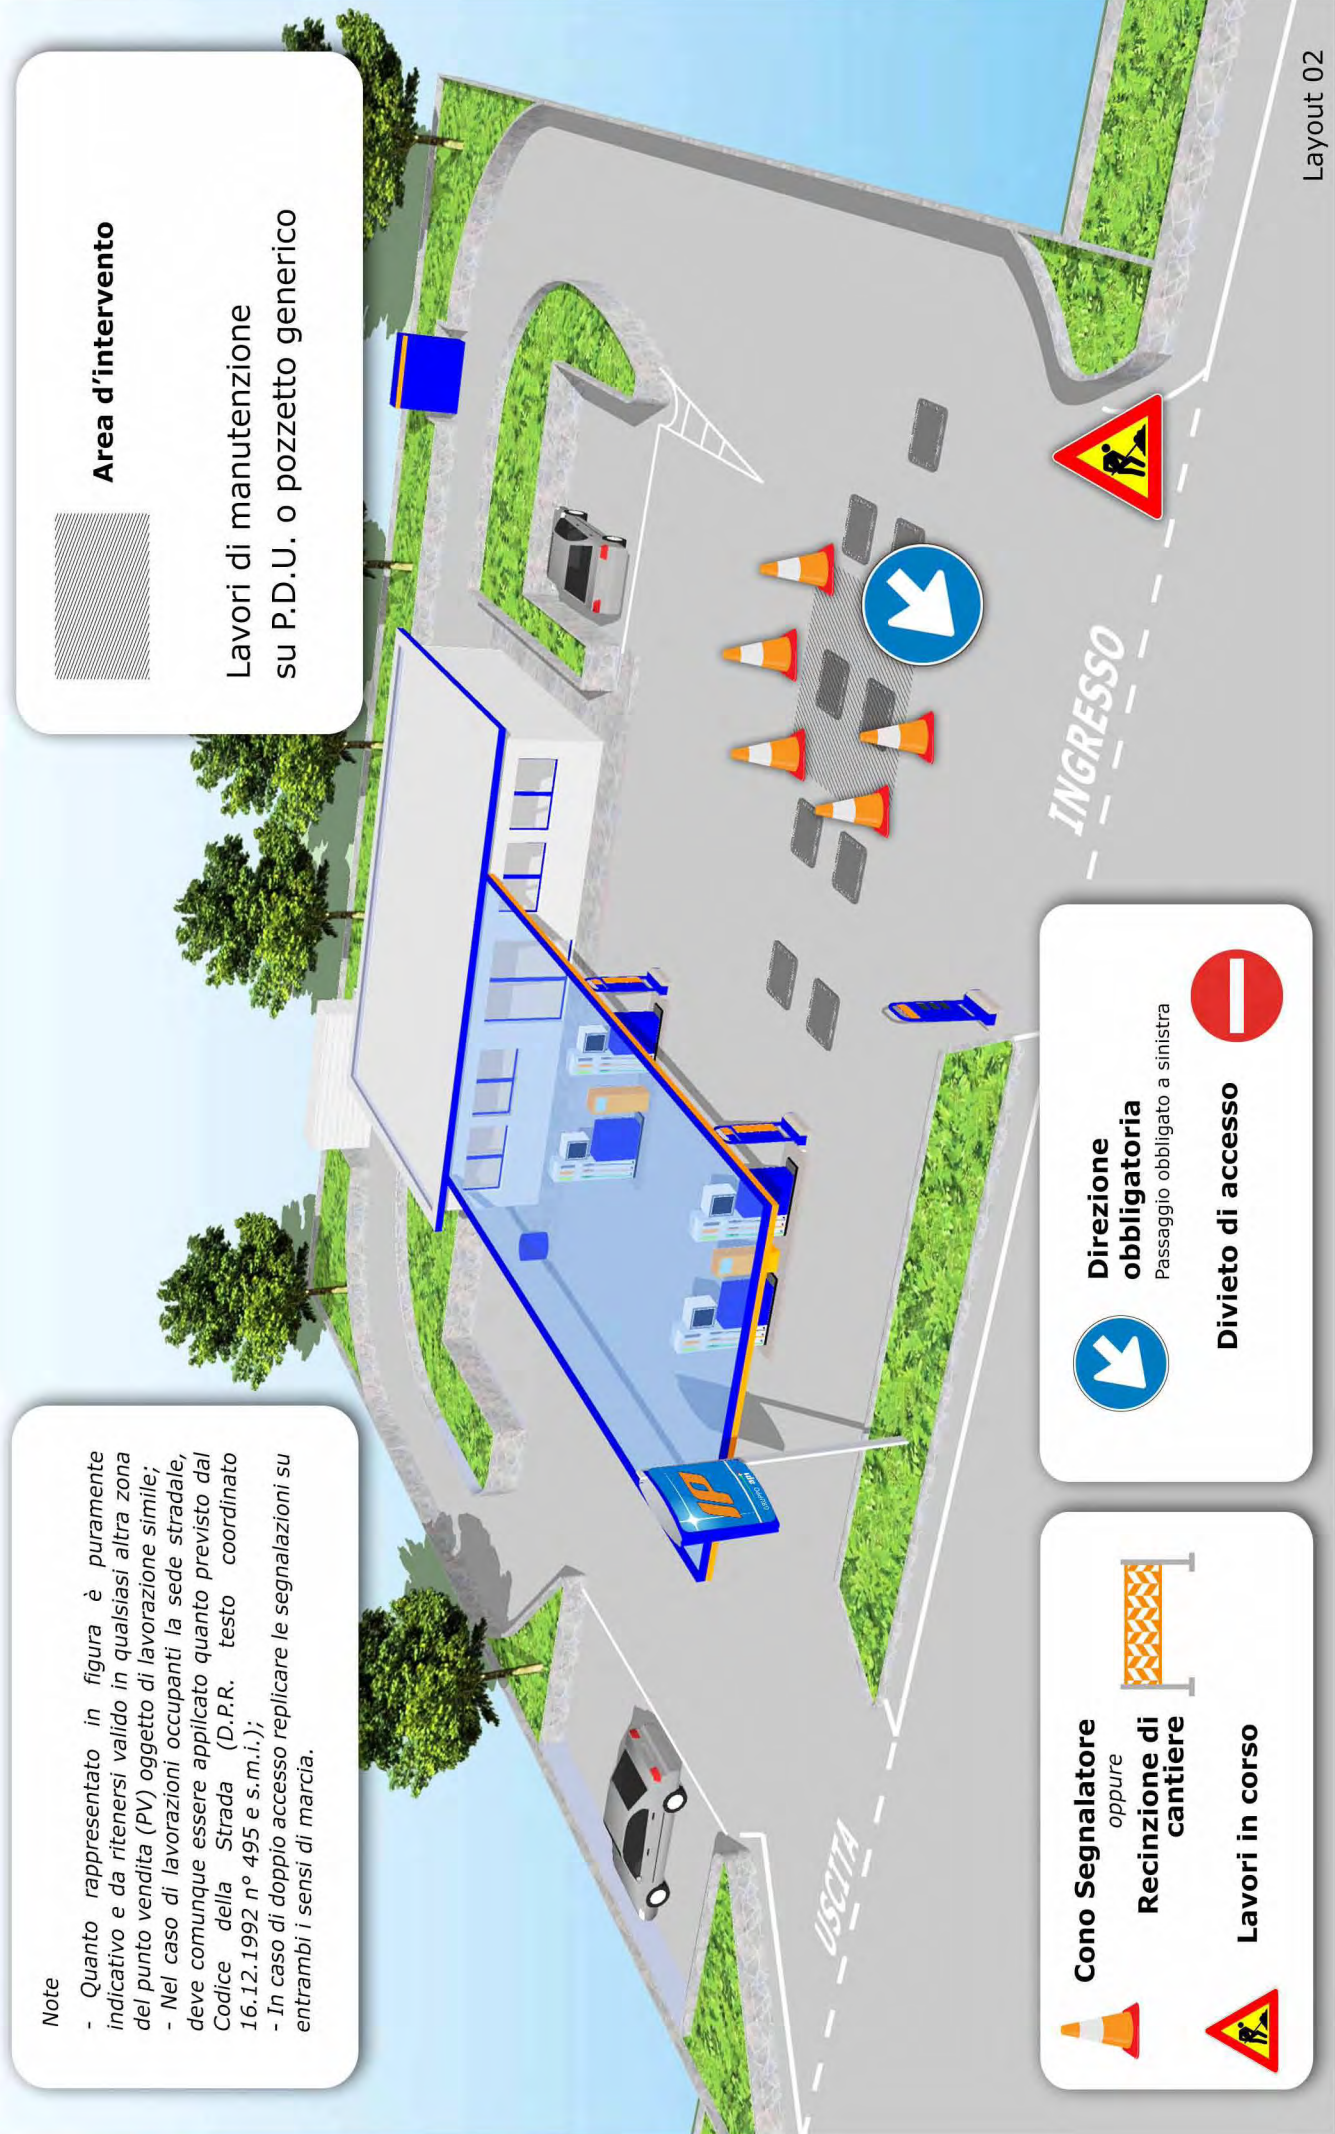 Note
- Quanto rappresentato in figura è puramente
indicativo e da ritenersi valido in qualsiasi altra zona
del punto vendita (PV) oggetto di lavorazione simile;
- Nel caso di lavorazioni occupanti la sede stradale,
deve comunque essere appilcato quanto previsto dal
Codice della Strada (D.P.R. testo coordinato
16.12.1992 n° 495 e s.m.i.);
- In caso di doppio accesso replicare le segnalazioni su
entrambi i sensi di marcia.
Area d'intervento
Lavori di manutenzione
su P.D.U. o pozzetto generico
IP
GRUPPO api
USCITA
INGRESSO
Cono Segnalatore
oppure
Recinzione di
cantiere
Lavori in corso
Direzione
obbligatoria
Passaggio obbligato a sinistra
Divieto di accesso
Layout 02